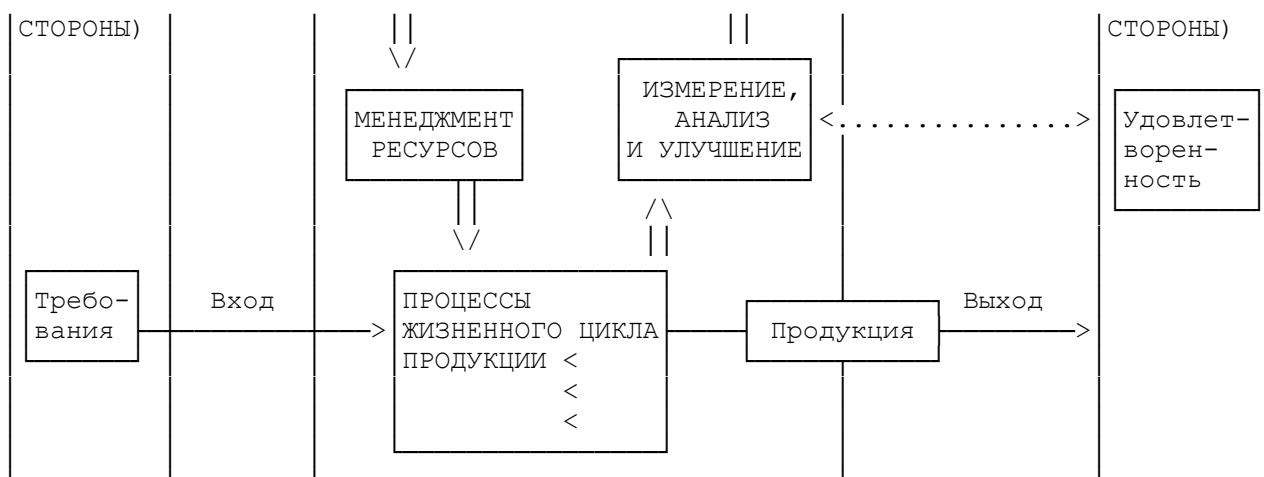 СТОРОНЫ)
СТОРОНЫ)
МЕНЕДЖМЕНТ
РЕСУРСОВ
ИЗМЕРЕНИЕ,
АНАЛИЗ
И УЛУЧШЕНИЕ
Удовлет-
ворен-
ность
Требо-
вания
Вход
ПРОЦЕССЫ
ЖИЗНЕННОГО ЦИКЛА
ПРОДУКЦИИ <
<
<
Продукция
Выход